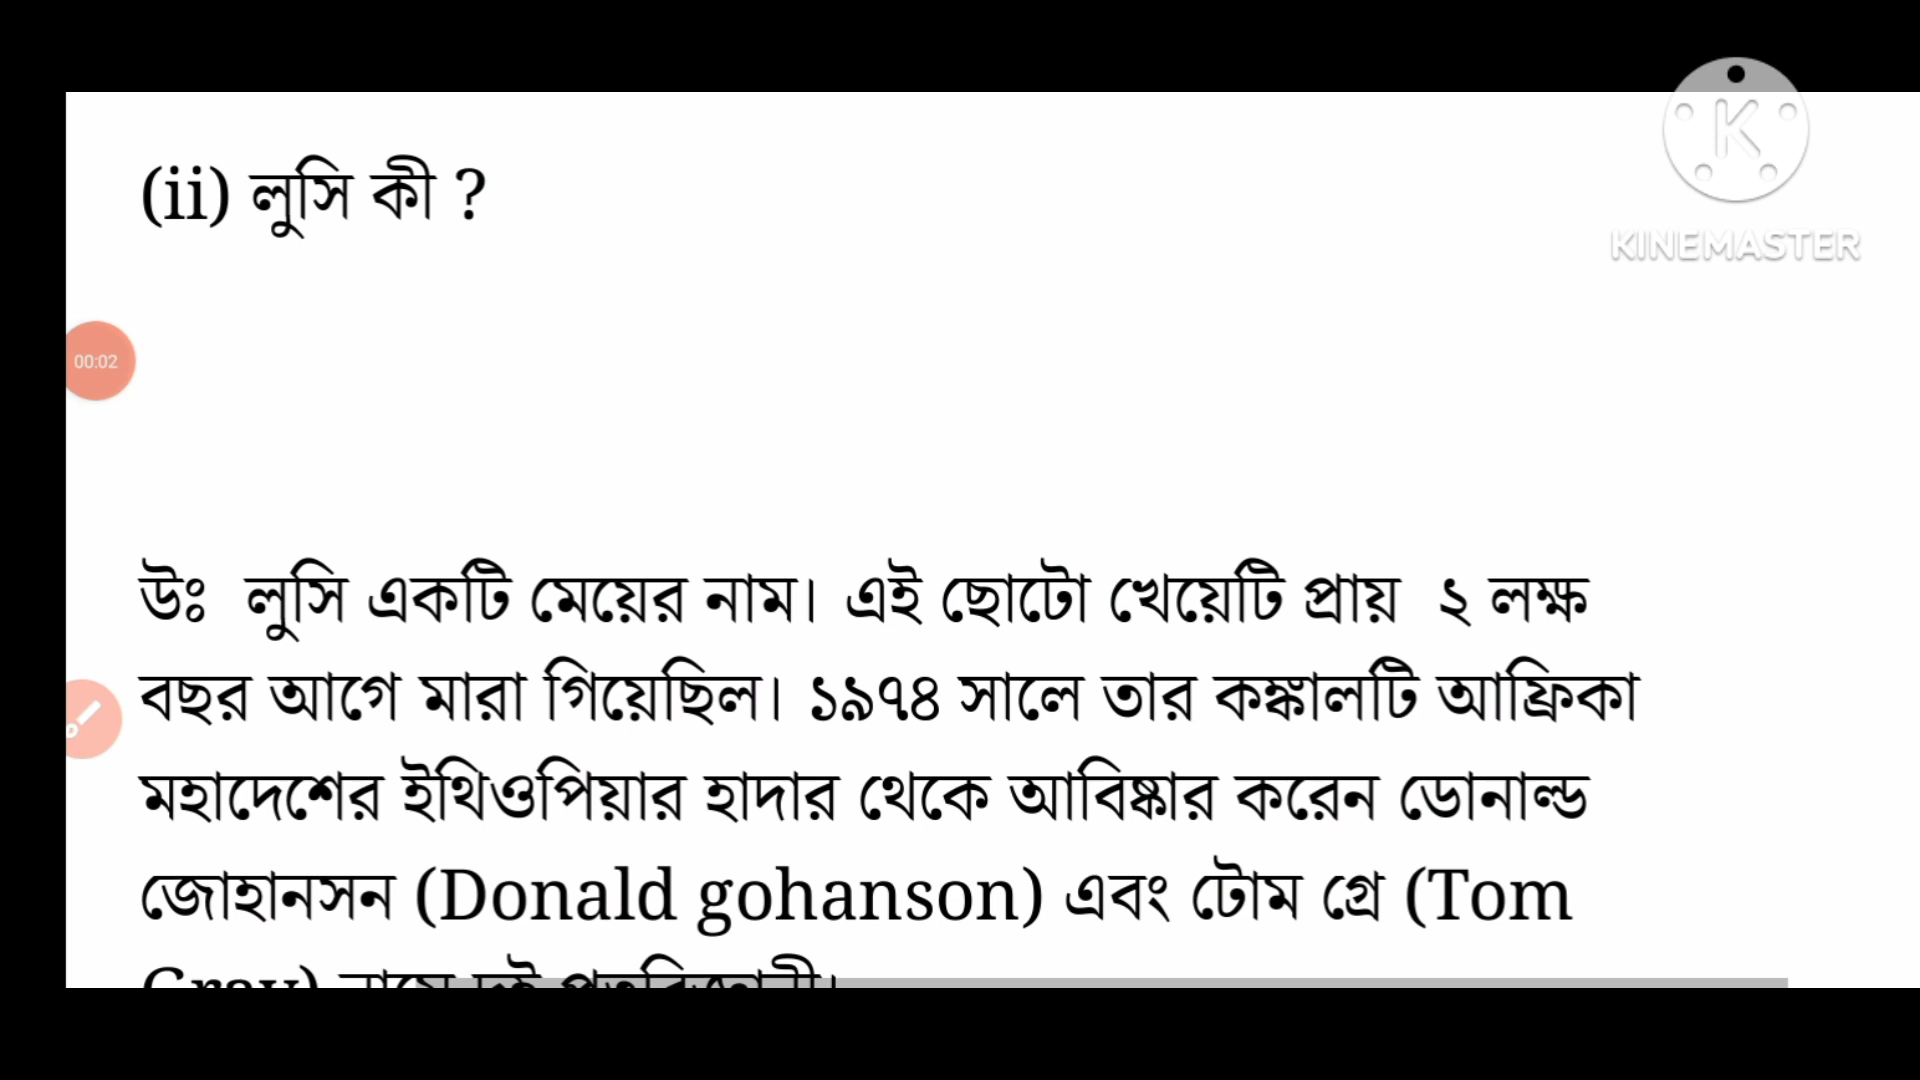 (ii) লুসি কী ?
K
KINEMASTER
00:02
উঃ লুসি একটি মেয়ের নাম। এই ছোটো খেয়েটি প্রায় ২ লক্ষ
বছর আগে মারা গিয়েছিল। ১৯৭৪ সালে তার কঙ্কালটি আফ্রিকা
মহাদেশের ইথিওপিয়ার হাদার থেকে আবিষ্কার করেন ডোনাল্ড
জোহানসন (Donald gohanson) এবং টোম গ্রে (Tom
Gray) নামে দুই